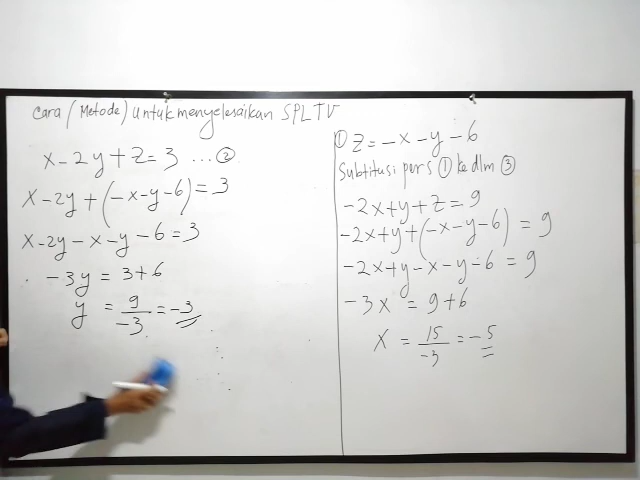 Cara (Metode) untuk menyelesaikan SPLTV
x - 2y + z = 3 ... ②
x - 2y + (-x - y - 6) = 3
x - 2y - x - y - 6 = 3
-3y = 3 + 6
y = 9/-3 = -3
① z = -x - y - 6
Subtitusi pers ① ke dlm ③
-2x + y + z = 9
-2x + y + (-x - y - 6) = 9
-2x + y - x - y - 6 = 9
-3x = 9 + 6
x = 15/-3 = -5